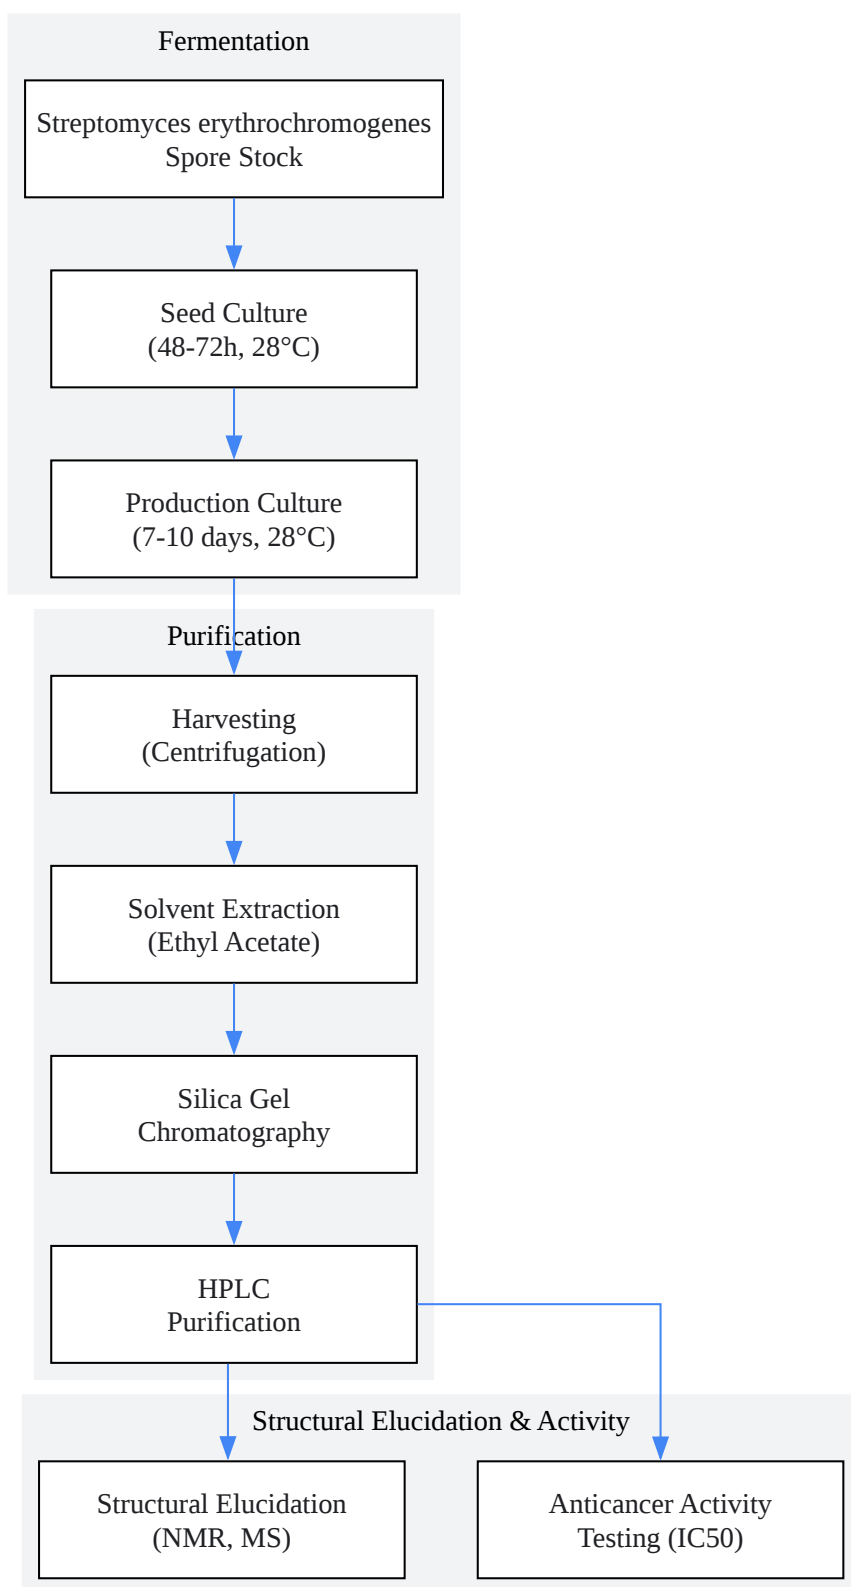 Fermentation
Streptomyces erythrochromogenes
Spore Stock
Seed Culture
(48-72h, 28°C)
Production Culture
(7-10 days, 28°C)
Purification
Harvesting
(Centrifugation)
Solvent Extraction
(Ethyl Acetate)
Silica Gel
Chromatography
HPLC
Purification
Structural Elucidation & Activity
Structural Elucidation
(NMR, MS)
Anticancer Activity
Testing (IC50)